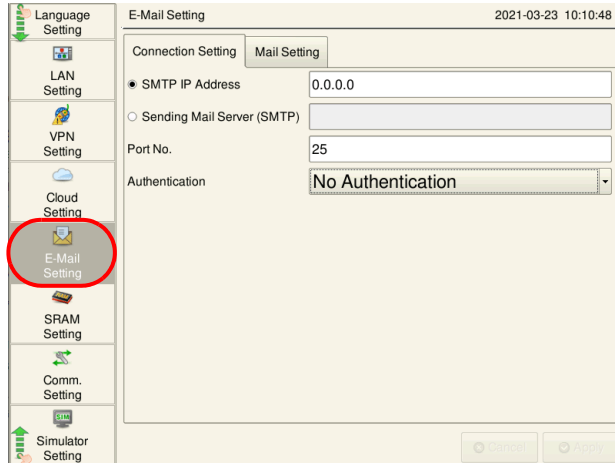 Language
Setting
E-Mail Setting
2021-03-23 10:10:48
LAN
Setting
VPN
Setting
Cloud
Setting
E-Mail
Setting
SRAM
Setting
Comm.
Setting
SIM
Simulator
Setting
Connection Setting
Mail Setting
SMTP IP Address
0.0.0.0
Sending Mail Server (SMTP)
Port No.
25
Authentication
No Authentication
Cancel
Apply